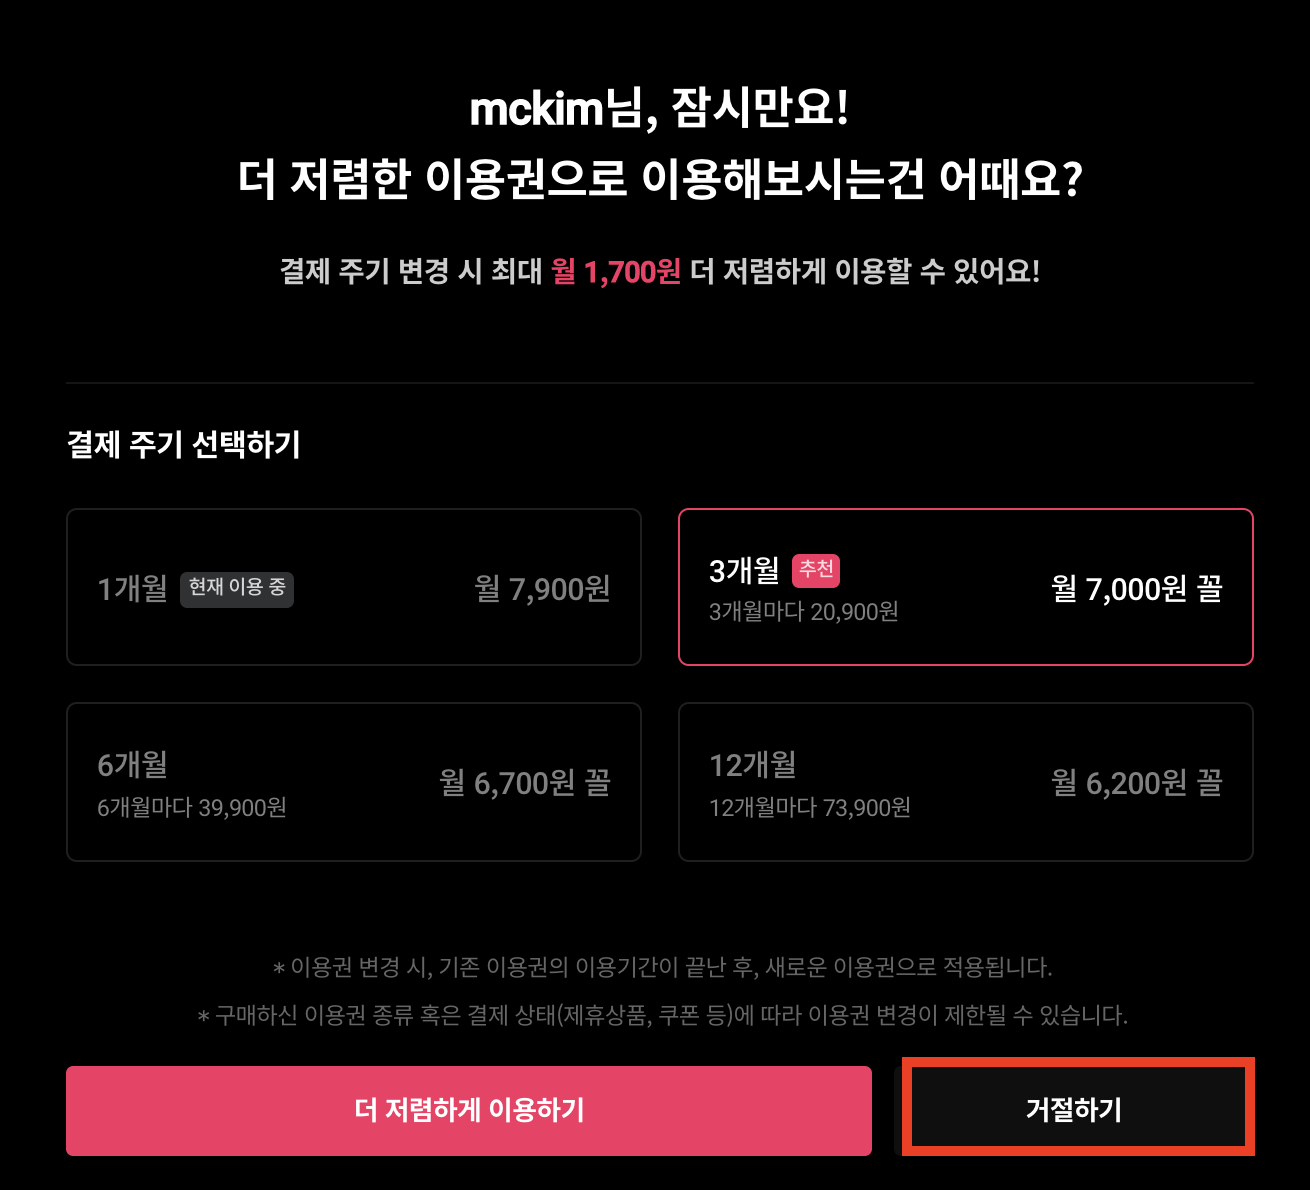 mckim님, 잠시만요!
더 저렴한 이용권으로 이용해보시는건 어때요?
결제 주기 변경 시 최대 월 1,700원 더 저렴하게 이용할 수 있어요!
결제 주기 선택하기
1개월 현재 이용 중 월 7,900원
3개월 추천
3개월마다 20,900원
월 7,000원 꼴
6개월
6개월마다 39,900원
월 6,700원 꼴
12개월
12개월마다 73,900원
월 6,200원 꼴
* 이용권 변경 시, 기존 이용권의 이용기간이 끝난 후, 새로운 이용권으로 적용됩니다.
* 구매하신 이용권 종류 혹은 결제 상태(제휴상품, 쿠폰 등)에 따라 이용권 변경이 제한될 수 있습니다.
더 저렴하게 이용하기
거절하기